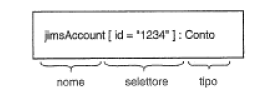 jimsAccount [ id = "1234" ] : Conto
nome selettore tipo